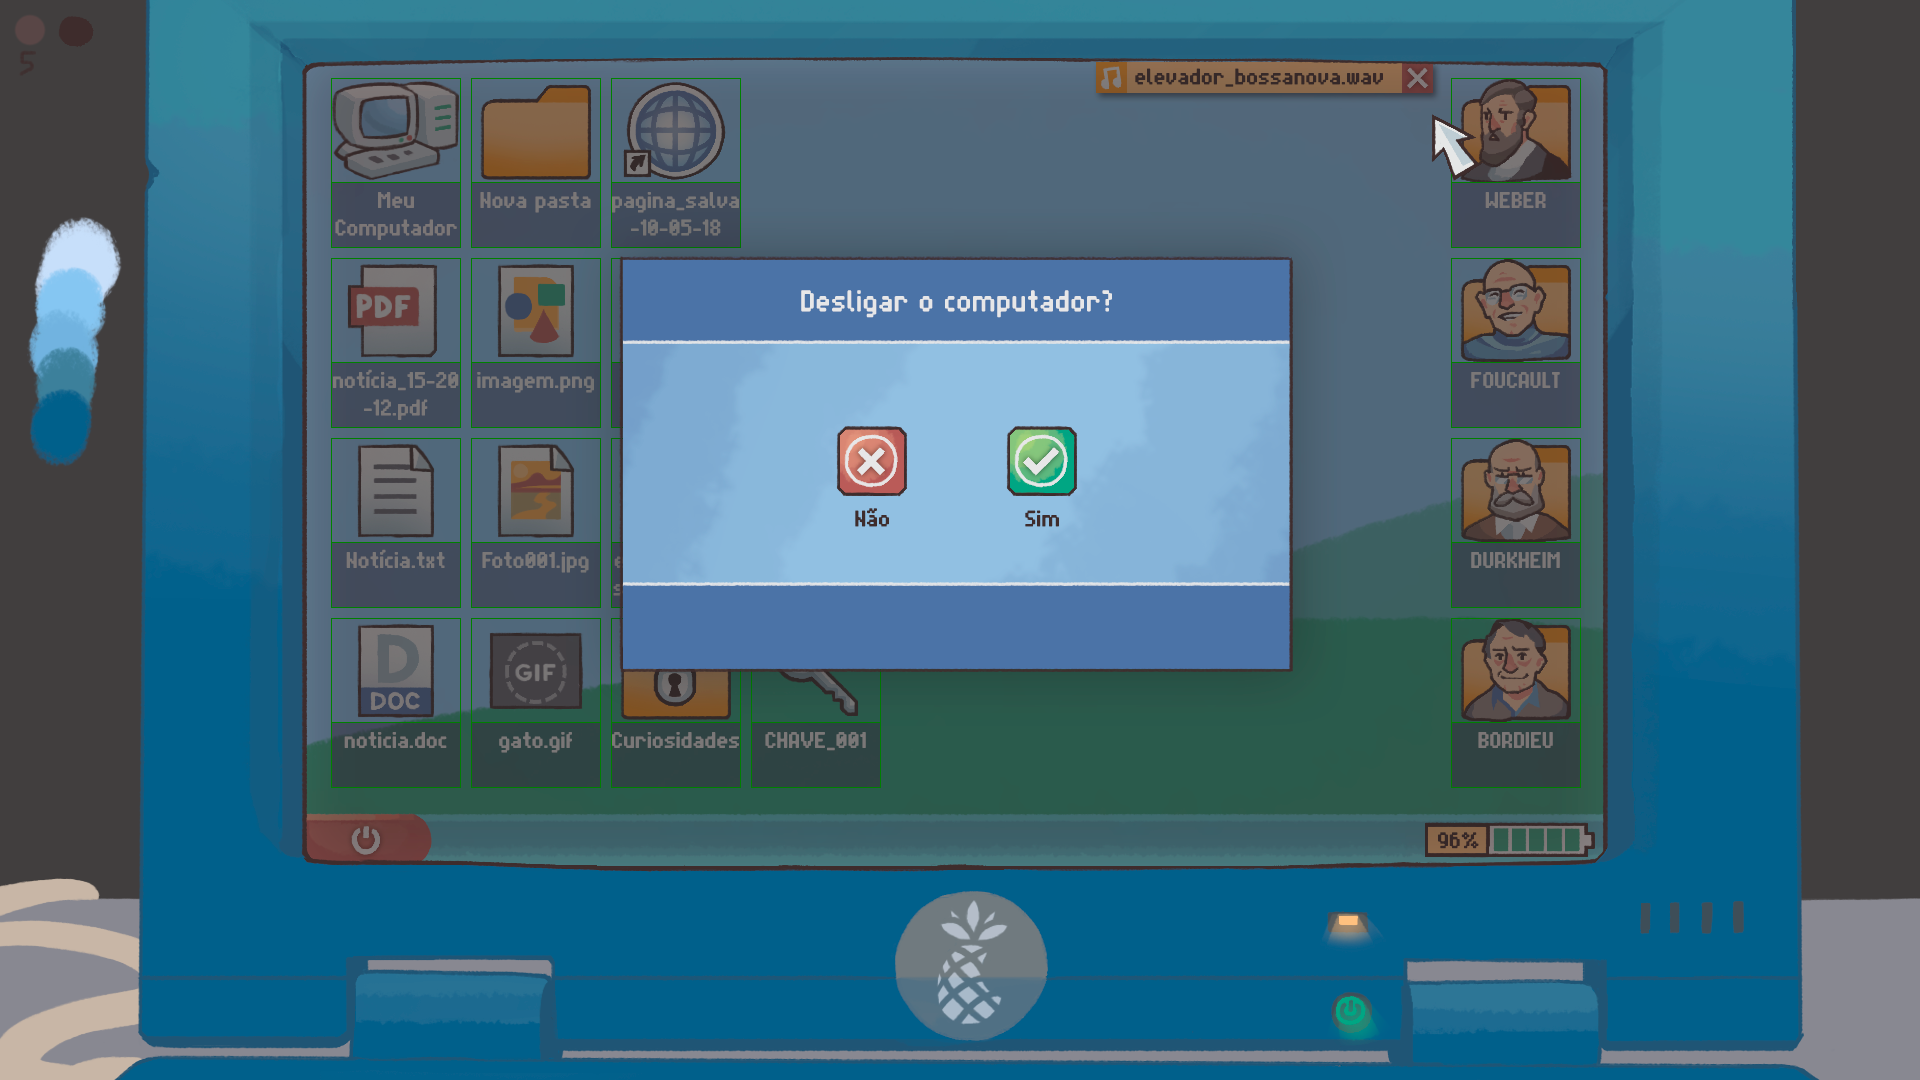 5
elevador_bossanova.wav
Meu
Computador
Nova pasta
pagina_salva
-10-05-18
WEBER
PDF
notícia_15-20
-12.pdf
imagem.png
FOUCAULT
Desligar o computador?
Não
Sim
Notícia.txt
Foto001.jpg
DURKHEIM
D
DOC
noticia.doc
GIF
gato.gif
Curiosidades
CHAVE_001
BORDIEU
96%